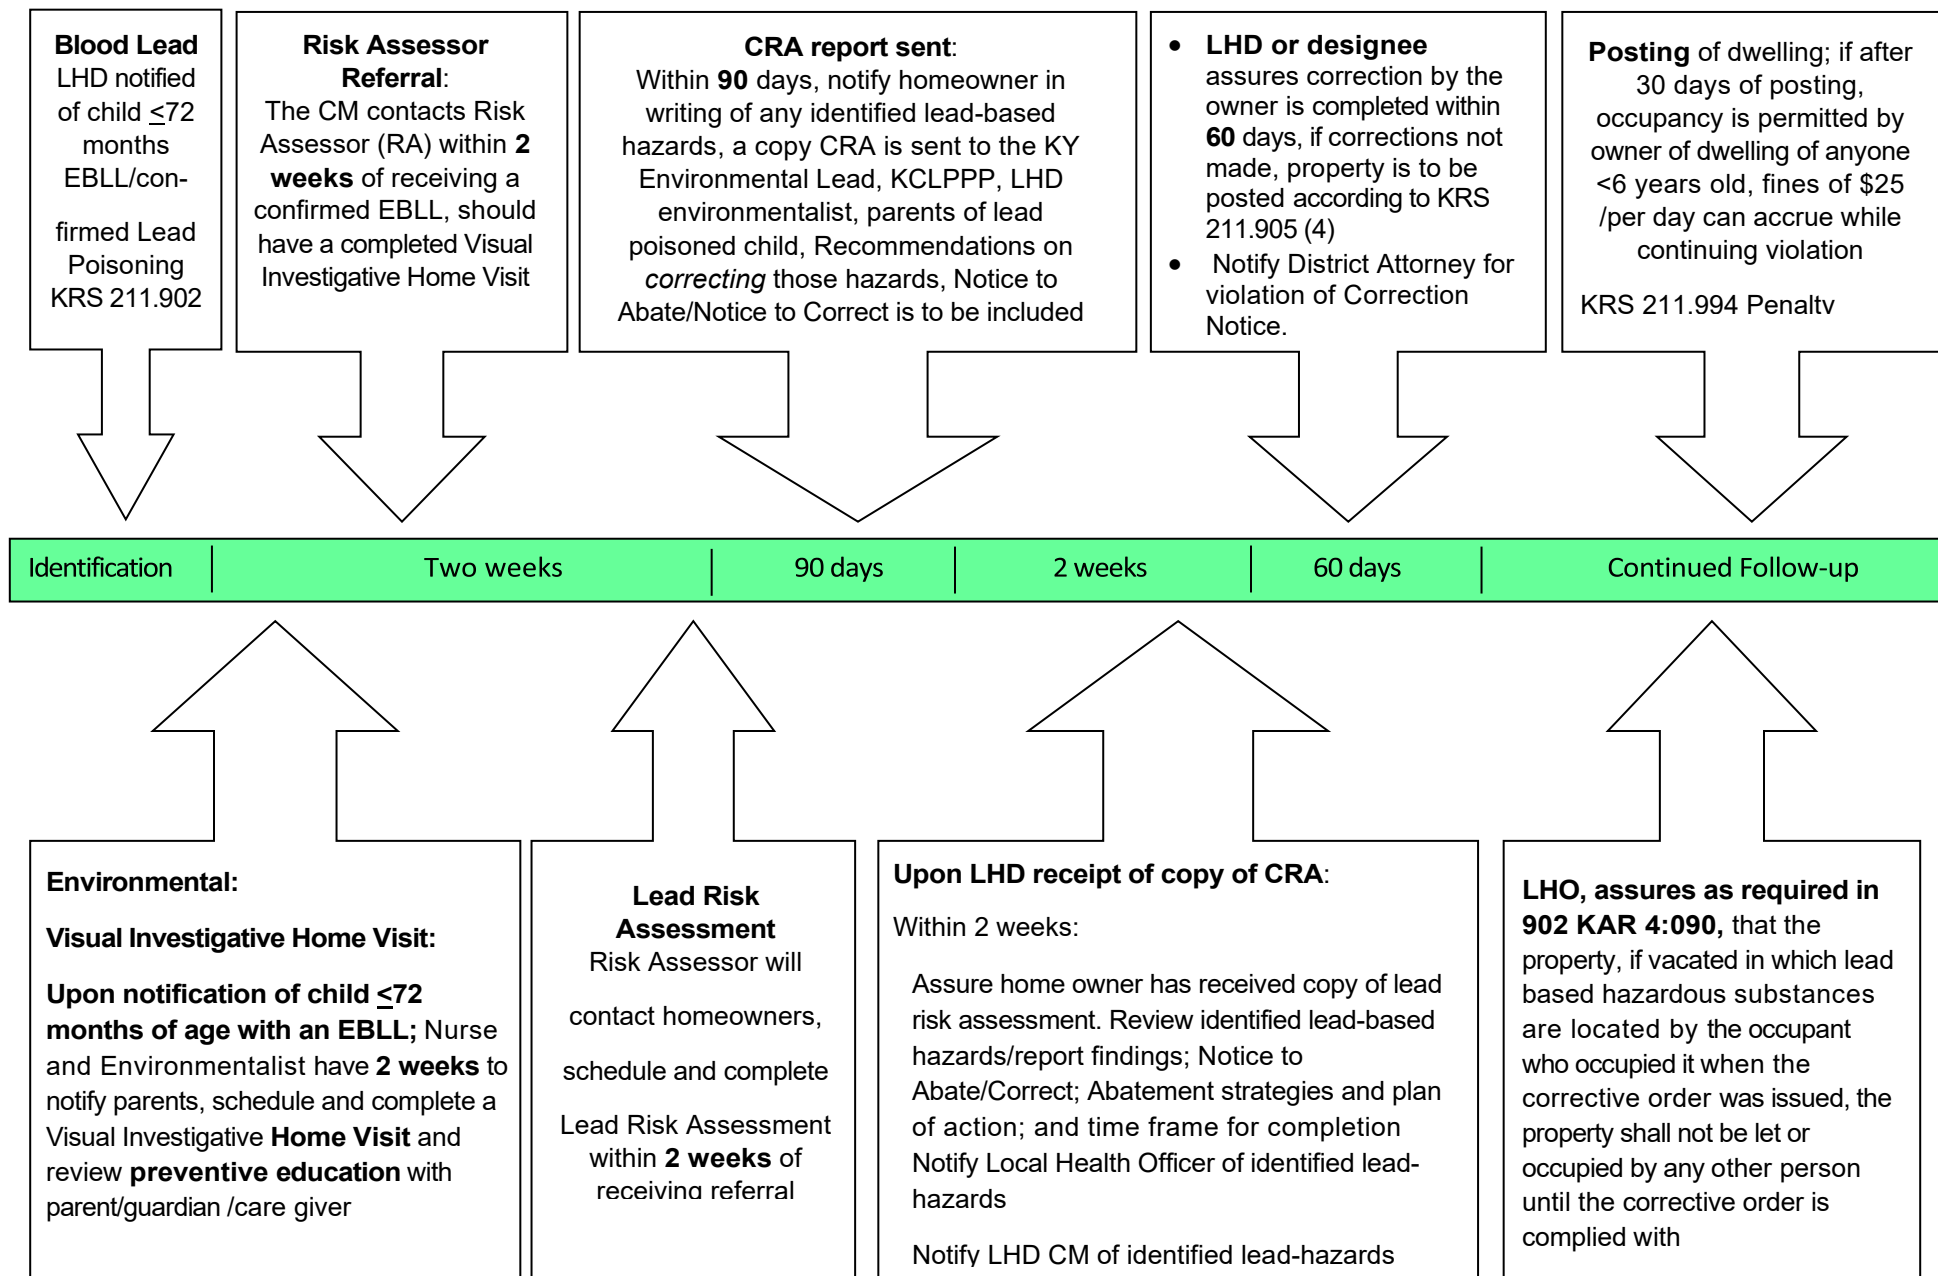 Blood Lead
LHD notified
of child <72
months
EBLL/con-
firmed Lead
Poisoning
KRS 211.902
Risk Assessor
Referral:
The CM contacts Risk
Assessor (RA) within 2
weeks of receiving a
confirmed EBLL, should
have a completed Visual
Investigative Home Visit
CRA report sent:
Within 90 days, notify homeowner in
writing of any identified lead-based
hazards, a copy CRA is sent to the KY
Environmental Lead, KCLPPP, LHD
environmentalist, parents of lead
poisoned child, Recommendations on
correcting those hazards, Notice to
Abate/Notice to Correct is to be included
• LHD or designee
assures correction by the
owner is completed within
60 days, if corrections not
made, property is to be
posted according to KRS
211.905 (4)
• Notify District Attorney for
violation of Correction
Notice.
Posting of dwelling; if after
30 days of posting,
occupancy is permitted by
owner of dwelling of anyone
<6 years old, fines of $25
/per day can accrue while
continuing violation
KRS 211.994 Penalty
Identification
Two weeks
90 days
2 weeks
60 days
Continued Follow-up
Environmental:
Visual Investigative Home Visit:
Upon notification of child <72
months of age with an EBLL; Nurse
and Environmentalist have 2 weeks to
notify parents, schedule and complete a
Visual Investigative Home Visit and
review preventive education with
parent/guardian /care giver
Lead Risk
Assessment
Risk Assessor will
contact homeowners,
schedule and complete
Lead Risk Assessment
within 2 weeks of
receiving referral
Upon LHD receipt of copy of CRA:
Within 2 weeks:
Assure home owner has received copy of lead
risk assessment. Review identified lead-based
hazards/report findings; Notice to
Abate/Correct; Abatement strategies and plan
of action; and time frame for completion
Notify Local Health Officer of identified lead-
hazards
Notify LHD CM of identified lead-hazards
LHO, assures as required in
902 KAR 4:090, that the
property, if vacated in which lead
based hazardous substances
are located by the occupant
who occupied it when the
corrective order was issued, the
property shall not be let or
occupied by any other person
until the corrective order is
complied with